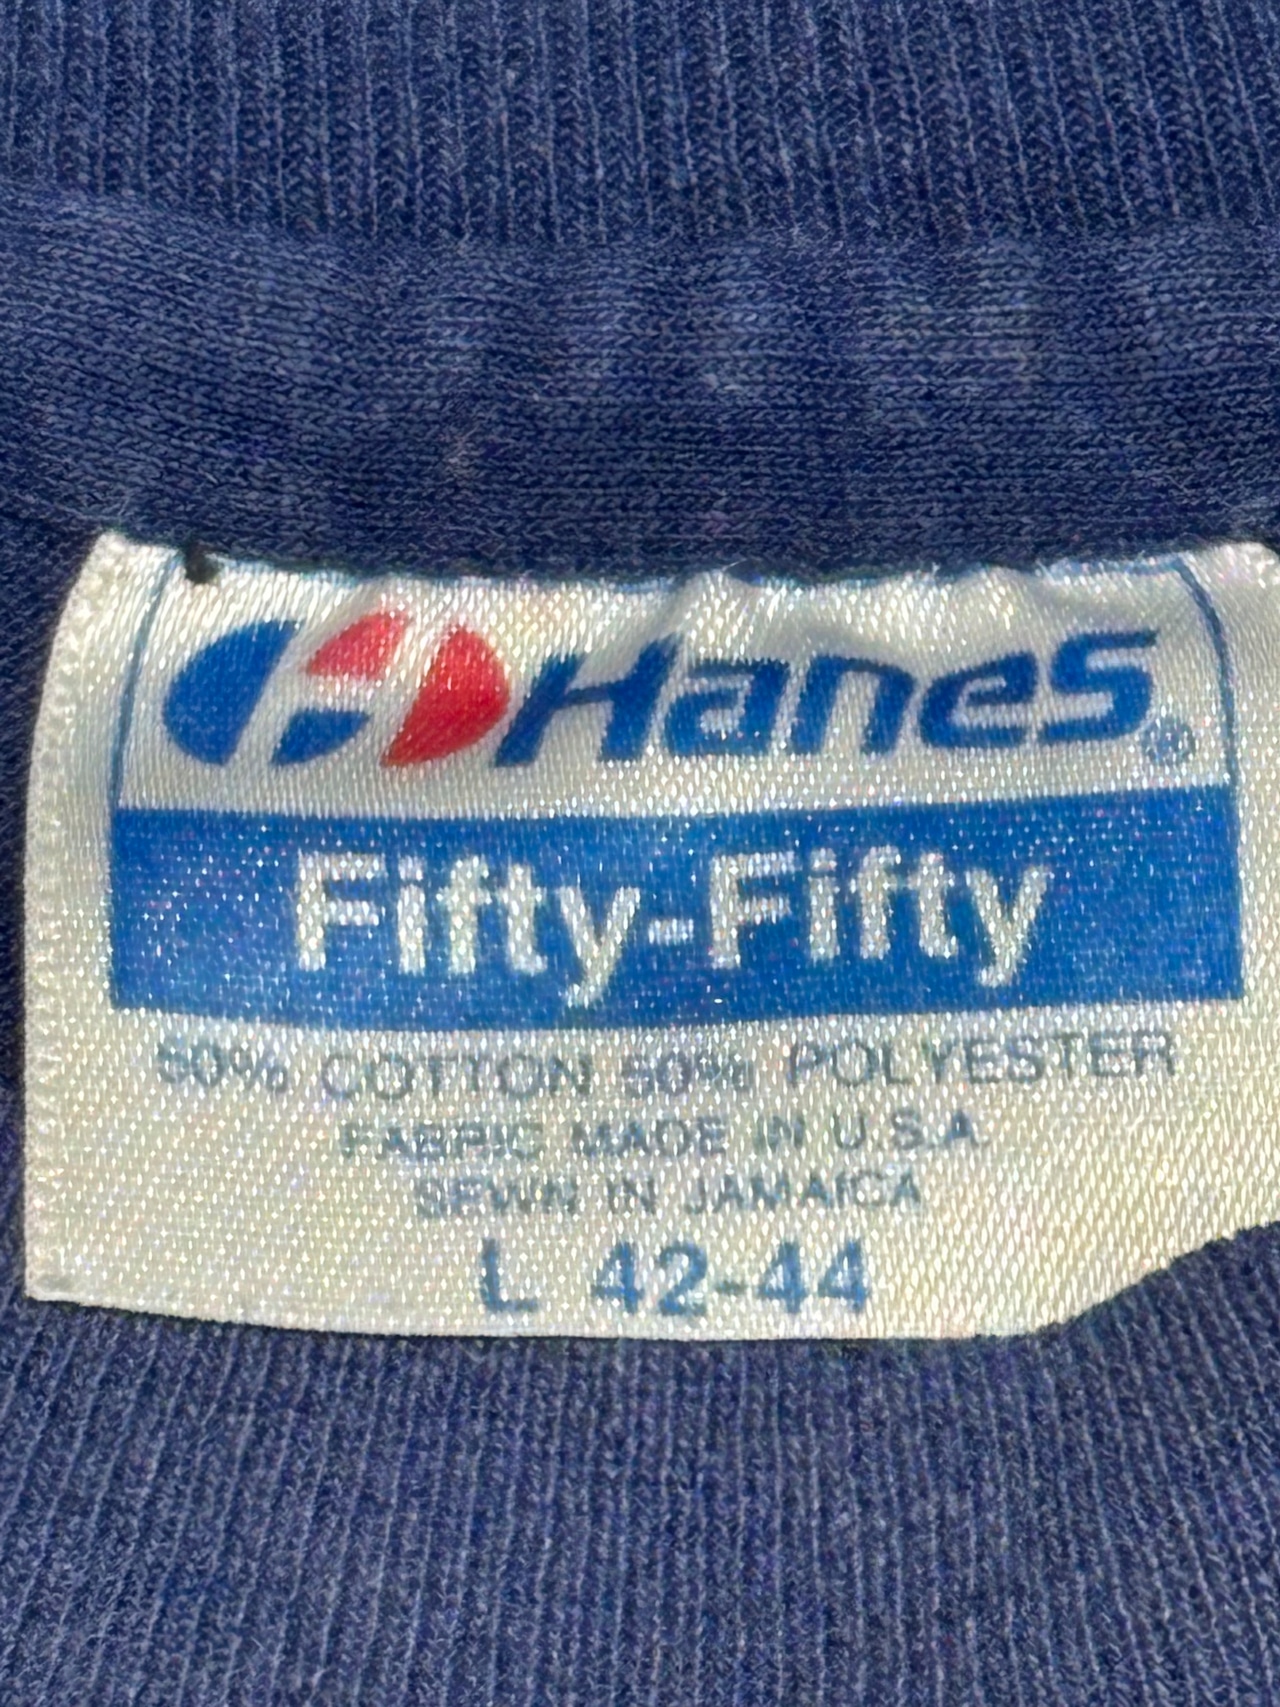 Hanes®
Fifty-Fifty
50% COTTON 50% POLYESTER
FABRIC MADE IN U.S.A.
SEWN IN JAMAICA
L 42-44